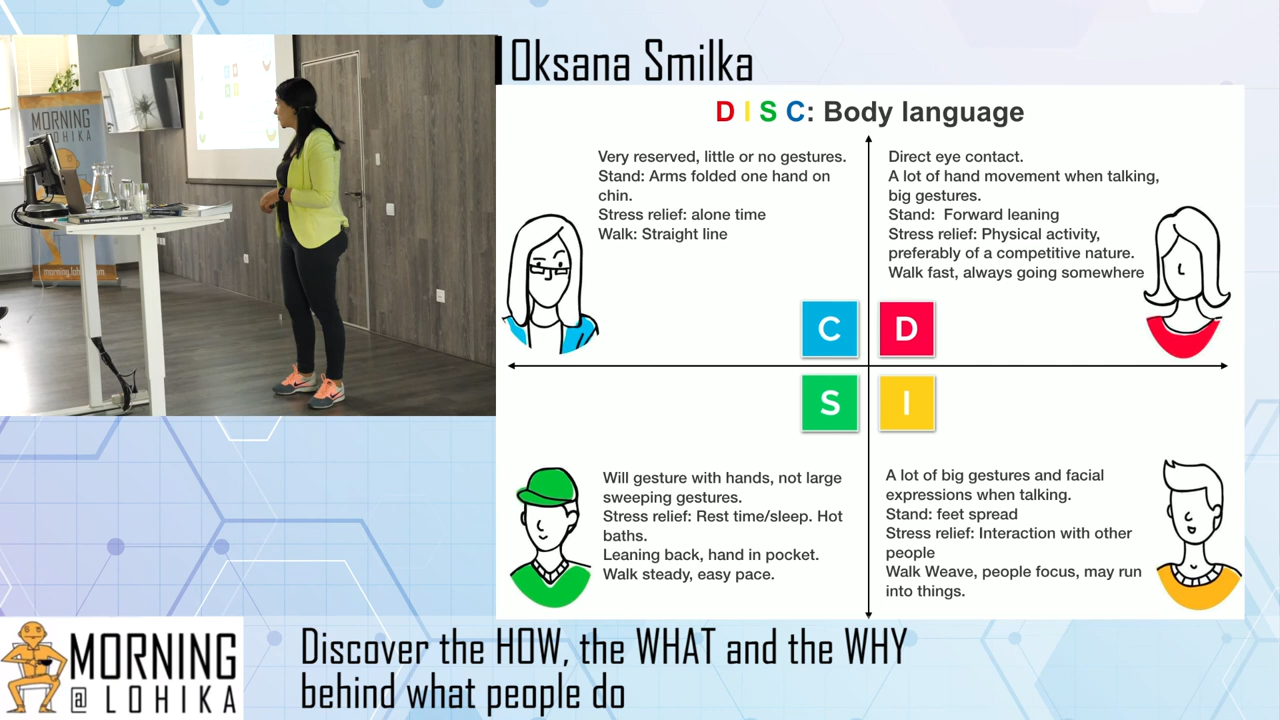 Oksana Smilka
MORNING
@ LOHIKA
morning.loh
D I S C: Body language
Very reserved, little or no gestures.
Stand: Arms folded one hand on
chin.
Stress relief: alone time
Walk: Straight line
Direct eye contact.
A lot of hand movement when talking,
big gestures.
Stand:  Forward leaning
Stress relief: Physical activity,
preferably of a competitive nature.
Walk fast, always going somewhere
C
D
S
I
Will gesture with hands, not large
sweeping gestures.
Stress relief: Rest time/sleep. Hot
baths.
Leaning back, hand in pocket.
Walk steady, easy pace.
A lot of big gestures and facial
expressions when talking.
Stand: feet spread
Stress relief: Interaction with other
people
Walk Weave, people focus, may run
into things.
MORNING
@ LOHIKA
Discover the HOW, the WHAT and the WHY
behind what people do